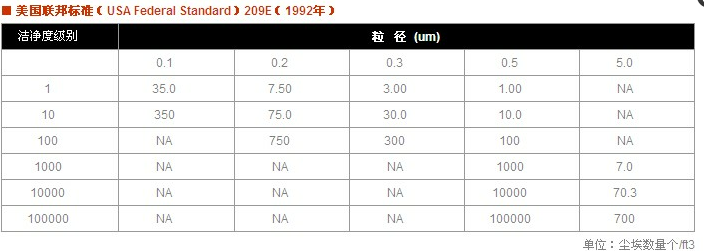 ■ 美国联邦标准（USA Federal Standard）209E（1992年）
洁净度级别 粒 径 (um)
0.1 0.2 0.3 0.5 5.0
1 35.0 7.50 3.00 1.00 NA
10 350 75.0 30.0 10.0 NA
100 NA 750 300 100 NA
1000 NA NA NA 1000 7.0
10000 NA NA NA 10000 70.3
100000 NA NA NA 100000 700
单位：尘埃数量个/ft3